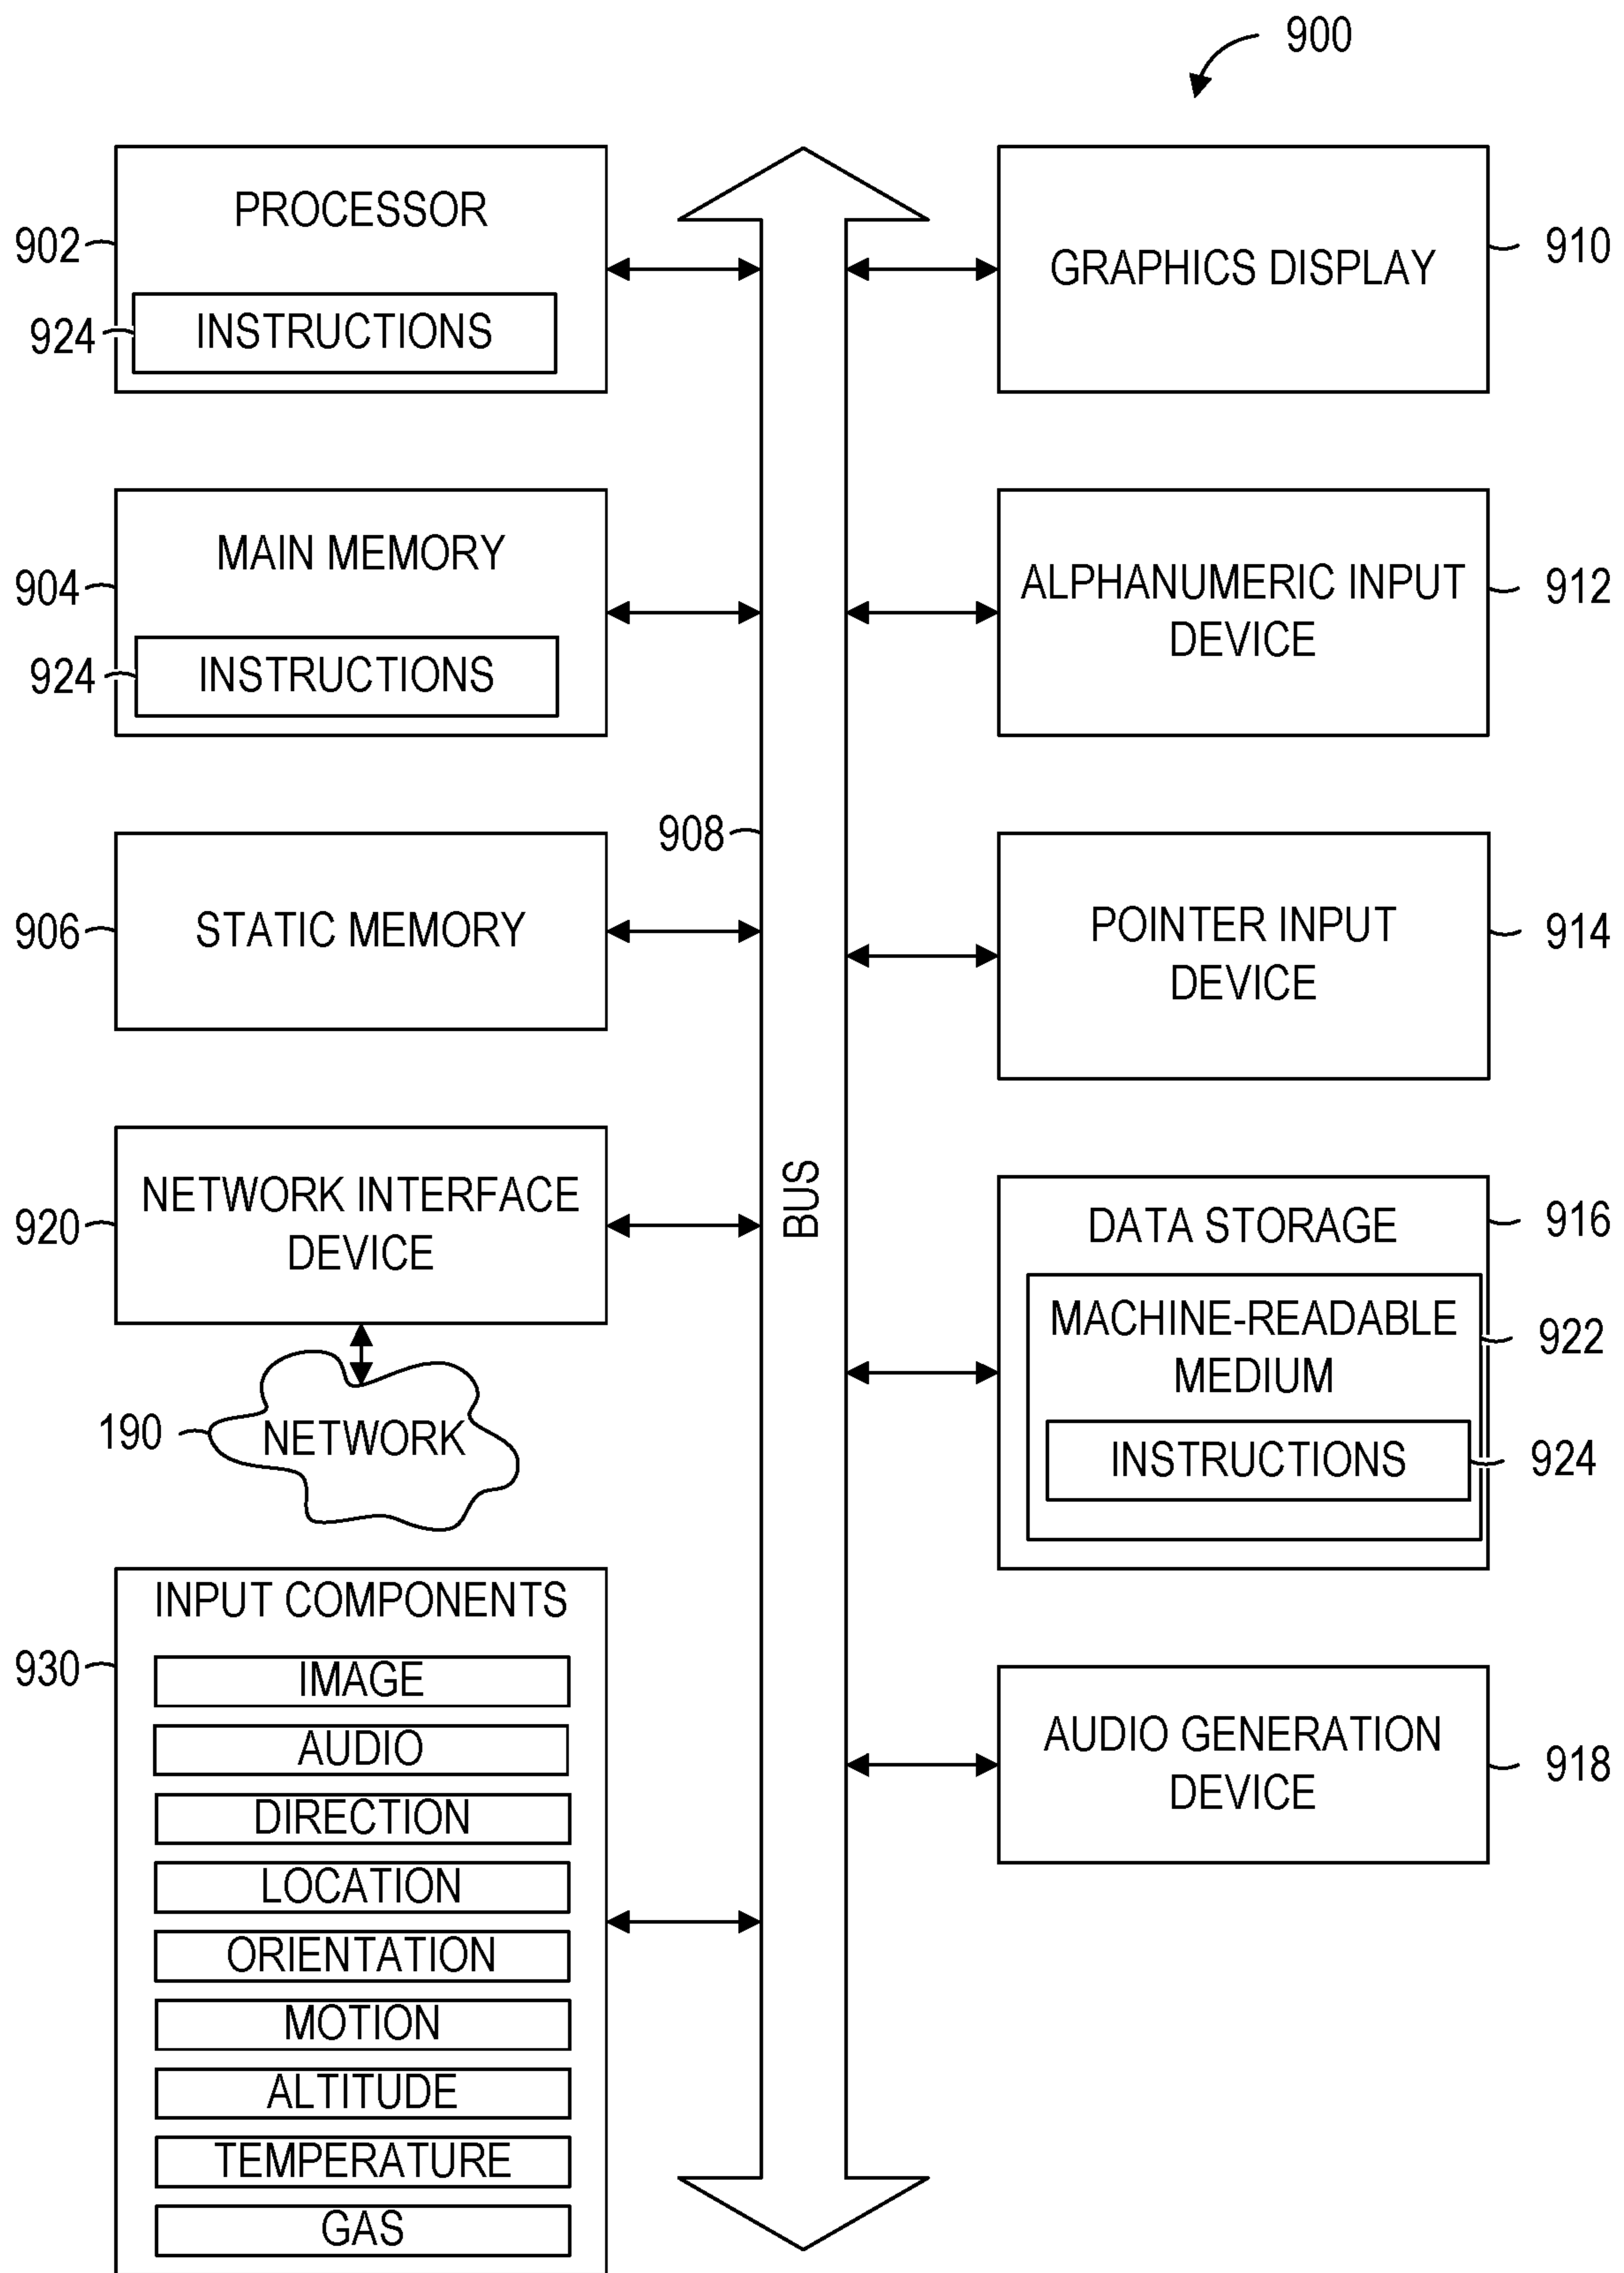 900
PROCESSOR
902
924
INSTRUCTIONS
MAIN MEMORY
904
924
INSTRUCTIONS
906
STATIC MEMORY
NETWORK INTERFACE
DEVICE
920
190
NETWORK
INPUT COMPONENTS
930
IMAGE
AUDIO
DIRECTION
LOCATION
ORIENTATION
MOTION
ALTITUDE
TEMPERATURE
GAS
908
BUS
GRAPHICS DISPLAY
910
ALPHANUMERIC INPUT
DEVICE
912
POINTER INPUT
DEVICE
914
DATA STORAGE
916
MACHINE-READABLE
MEDIUM
922
INSTRUCTIONS
924
AUDIO GENERATION
DEVICE
918